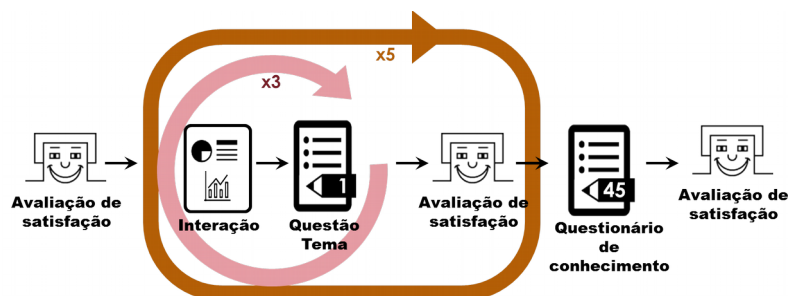 x5
x3
Avaliação de
satisfação
Interação
1
Questão
Tema
Avaliação de
satisfação
45
Questionário
de
conhecimento
Avaliação de
satisfação